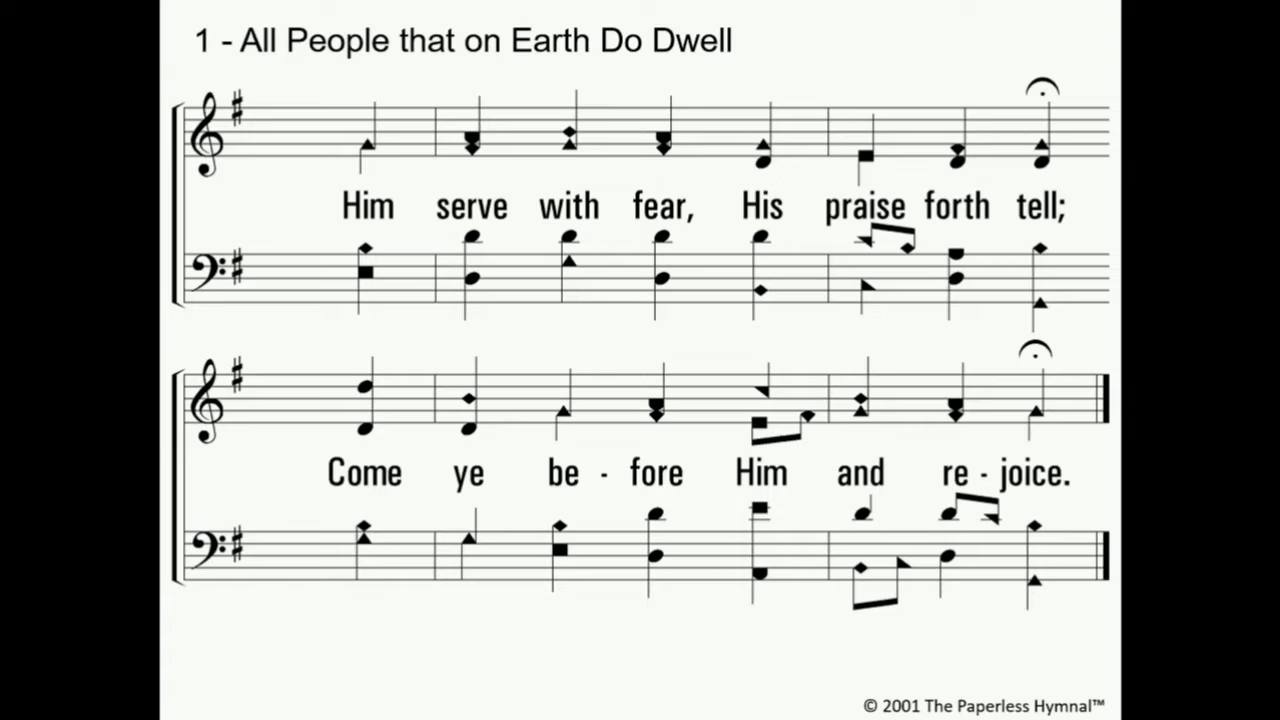 1 - All People that on Earth Do Dwell
Him serve with fear, His praise forth tell;
Come ye be - fore Him and re - joice.
© 2001 The Paperless Hymnal™